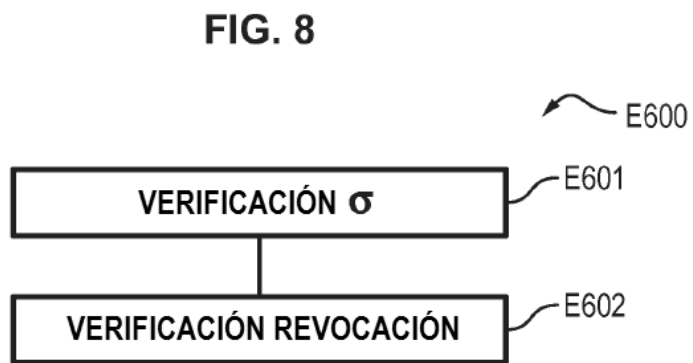 FIG. 8
E600
VERIFICACIÓN σ
E601
VERIFICACIÓN REVOCACIÓN
E602